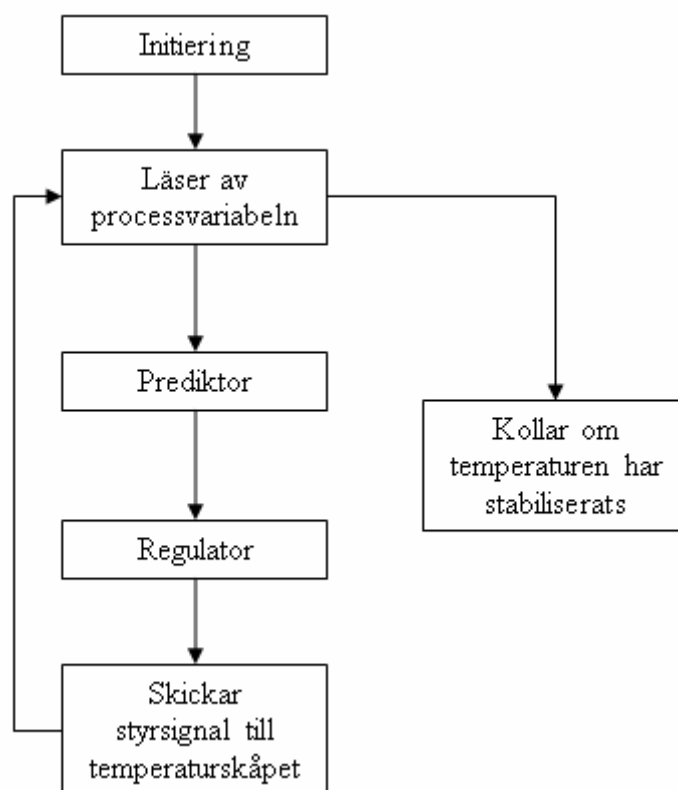 Initiering
Läser av
processvariabeln
Prediktor
Kollar om
temperaturen har
stabiliserats
Regulator
Skickar
styrsignal till
temperaturskåpet